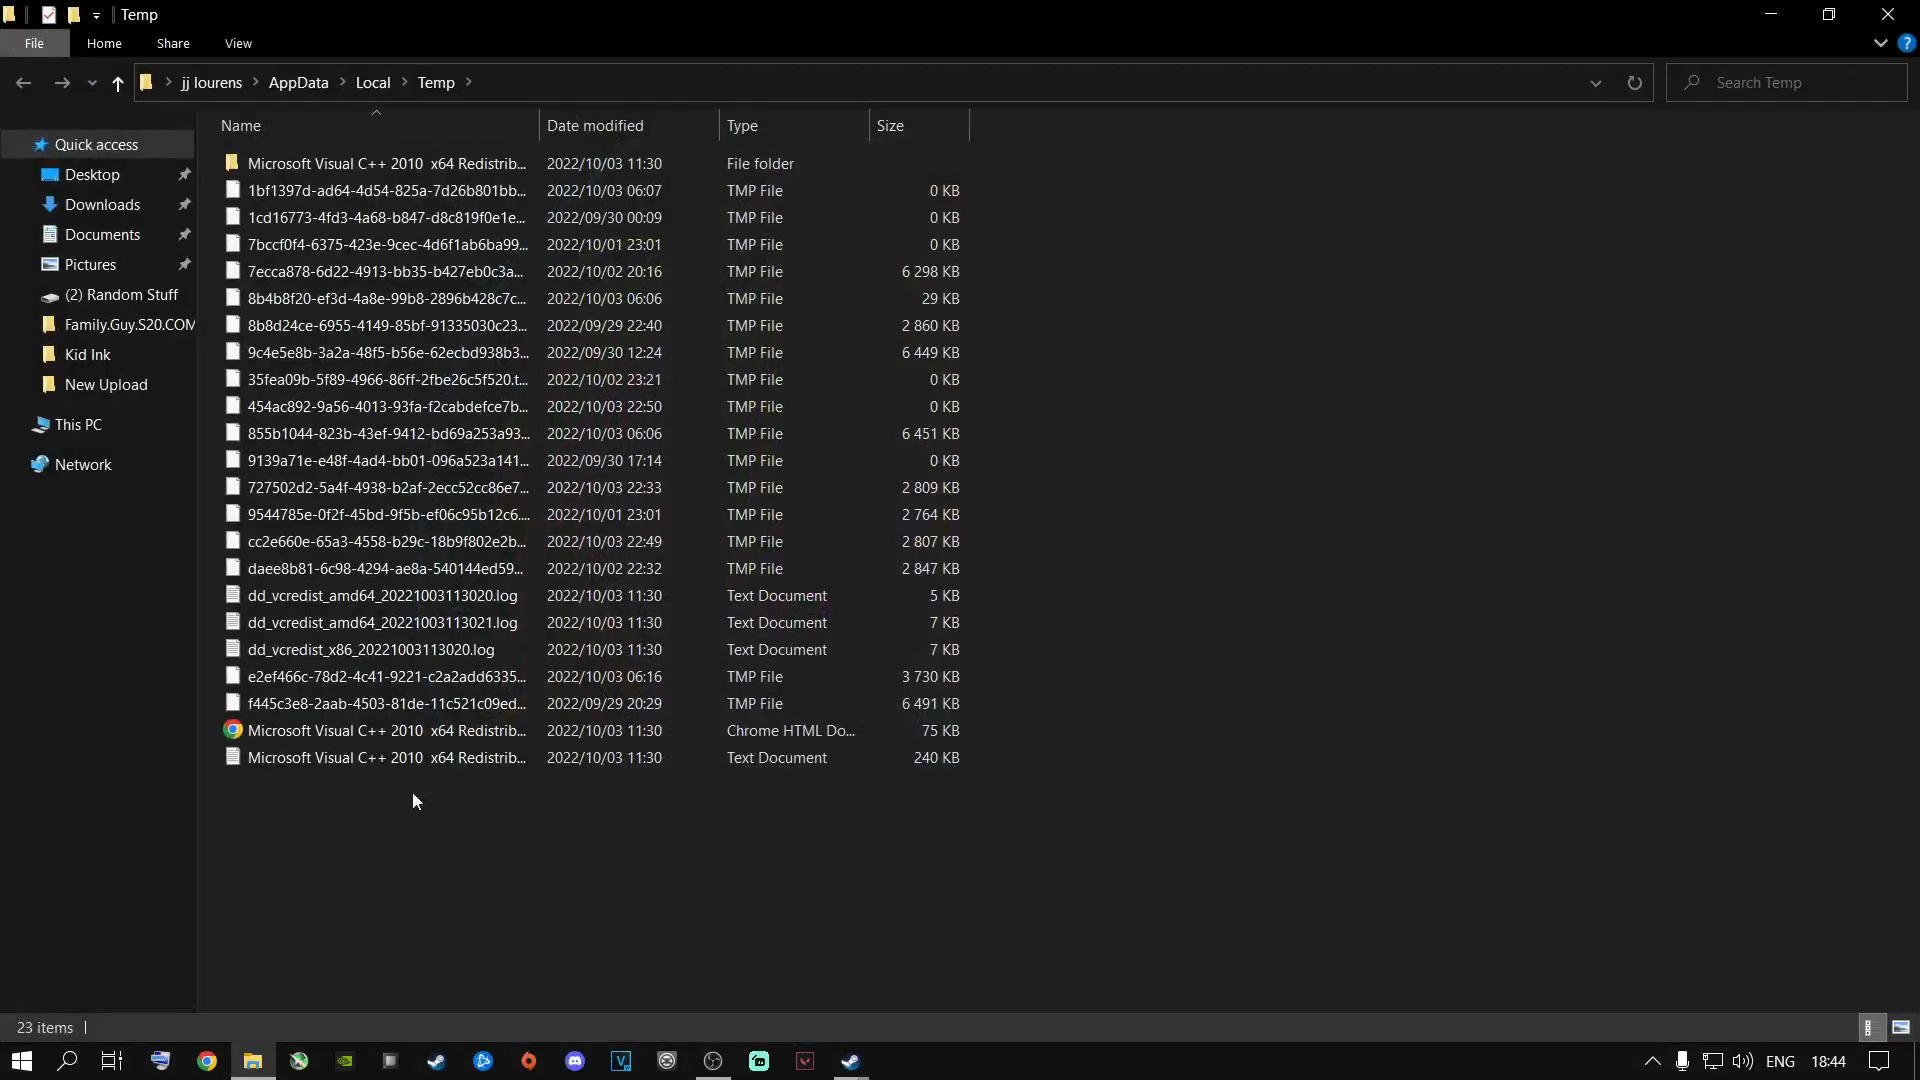 Temp
File Home Share View
jj lourens AppData Local Temp Search Temp
Name Date modified Type Size
Quick access
Desktop
Downloads
Documents
Pictures
(2) Random Stuff
Family.Guy.S20.COM
Kid Ink
New Upload
This PC
Network
Microsoft Visual C++ 2010 x64 Redistrib... 2022/10/03 11:30 File folder
1bf1397d-ad64-4d54-825a-7d26b801bb... 2022/10/03 06:07 TMP File 0 KB
1cd16773-4fd3-4a68-b847-d8c819f0e1e... 2022/09/30 00:09 TMP File 0 KB
7bccf0f4-6375-423e-9cec-4d6f1ab6ba99... 2022/10/01 23:01 TMP File 0 KB
7ecca878-6d22-4913-bb35-b427eb0c3a... 2022/10/02 20:16 TMP File 6 298 KB
8b4b8f20-ef3d-4a8e-99b8-2896b428c7c... 2022/10/03 06:06 TMP File 29 KB
8b8d24ce-6955-4149-85bf-91335030c23... 2022/09/29 22:40 TMP File 2 860 KB
9c4e5e8b-3a2a-48f5-b56e-62ecbd938b3... 2022/09/30 12:24 TMP File 6 449 KB
35fea09b-5f89-4966-86ff-2fbe26c5f520.t... 2022/10/02 23:21 TMP File 0 KB
454ac892-9a56-4013-93fa-f2cabdefce7b... 2022/10/03 22:50 TMP File 0 KB
855b1044-823b-43ef-9412-bd69a253a93... 2022/10/03 06:06 TMP File 6 451 KB
9139a71e-e48f-4ad4-bb01-096a523a141... 2022/09/30 17:14 TMP File 0 KB
727502d2-5a4f-4938-b2af-2ecc52cc86e7... 2022/10/03 22:33 TMP File 2 809 KB
9544785e-0f2f-45bd-9f5b-ef06c95b12c6.... 2022/10/01 23:01 TMP File 2 764 KB
cc2e660e-65a3-4558-b29c-18b9f802e2b... 2022/10/03 22:49 TMP File 2 807 KB
daee8b81-6c98-4294-ae8a-540144ed59... 2022/10/02 22:32 TMP File 2 847 KB
dd_vcredist_amd64_20221003113020.log 2022/10/03 11:30 Text Document 5 KB
dd_vcredist_amd64_20221003113021.log 2022/10/03 11:30 Text Document 7 KB
dd_vcredist_x86_20221003113020.log 2022/10/03 11:30 Text Document 7 KB
e2ef466c-78d2-4c41-9221-c2a2add6335... 2022/10/03 06:16 TMP File 3 730 KB
f445c3e8-2aab-4503-81de-11c521c09ed... 2022/09/29 20:29 TMP File 6 491 KB
Microsoft Visual C++ 2010 x64 Redistrib... 2022/10/03 11:30 Chrome HTML Do... 75 KB
Microsoft Visual C++ 2010 x64 Redistrib... 2022/10/03 11:30 Text Document 240 KB
23 items
ENG 18:44